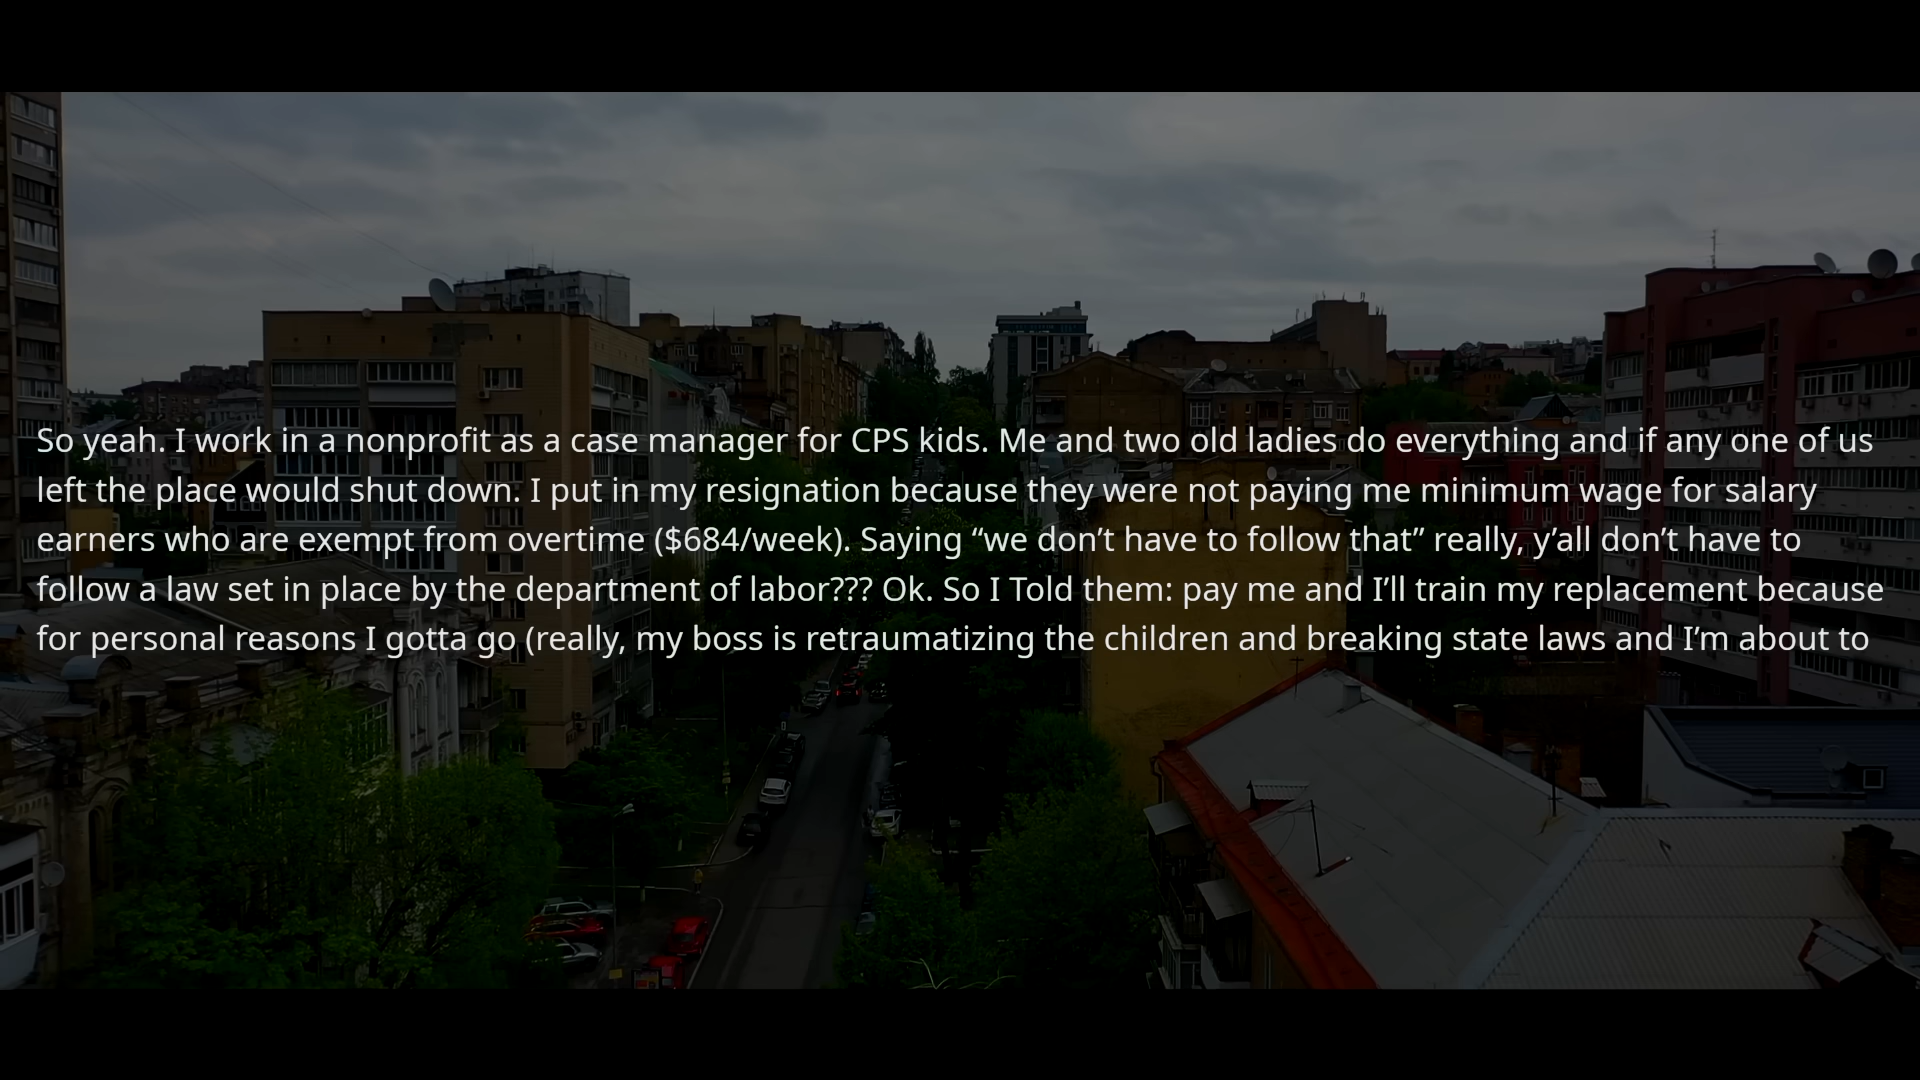 So yeah. I work in a nonprofit as a case manager for CPS kids. Me and two old ladies do everything and if any one of us
left the place would shut down. I put in my resignation because they were not paying me minimum wage for salary
earners who are exempt from overtime ($684/week). Saying “we don’t have to follow that” really, y’all don’t have to
follow a law set in place by the department of labor??? Ok. So I Told them: pay me and I’ll train my replacement because
for personal reasons I gotta go (really, my boss is retraumatizing the children and breaking state laws and I’m about to